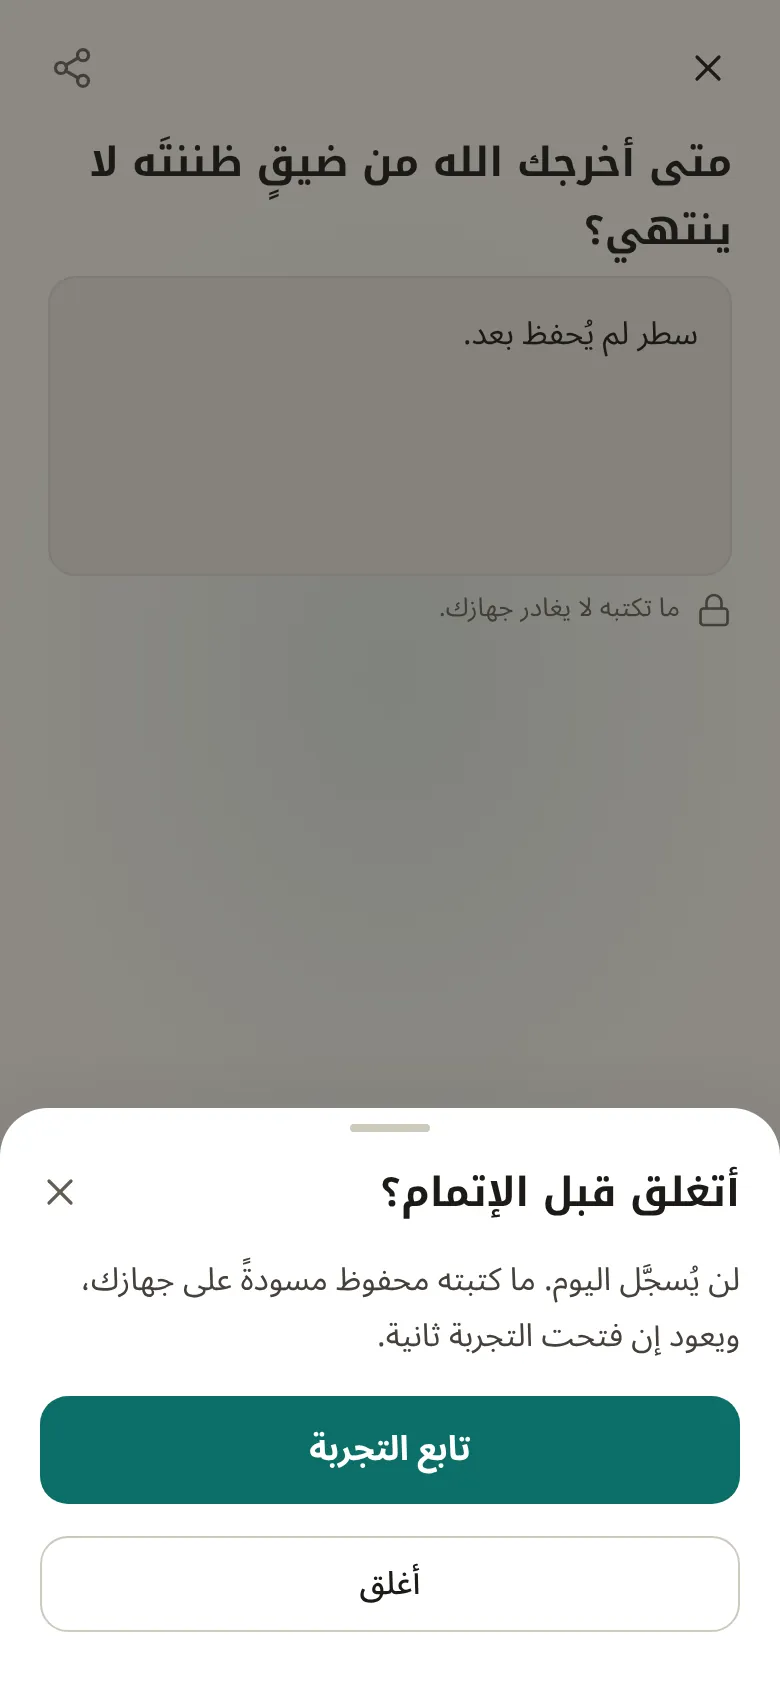 متى أخرجك الله من ضيقٍ ظننتَه لا
ينتهي؟
سطر لم يُحفظ بعد.
ما تكتبه لا يغادر جهازك.
أتغلق قبل الإتمام؟
لن يُسجَّل اليوم. ما كتبته محفوظ مسودةً على جهازك،
ويعود إن فتحت التجربة ثانية.
تابع التجربة
أغلق